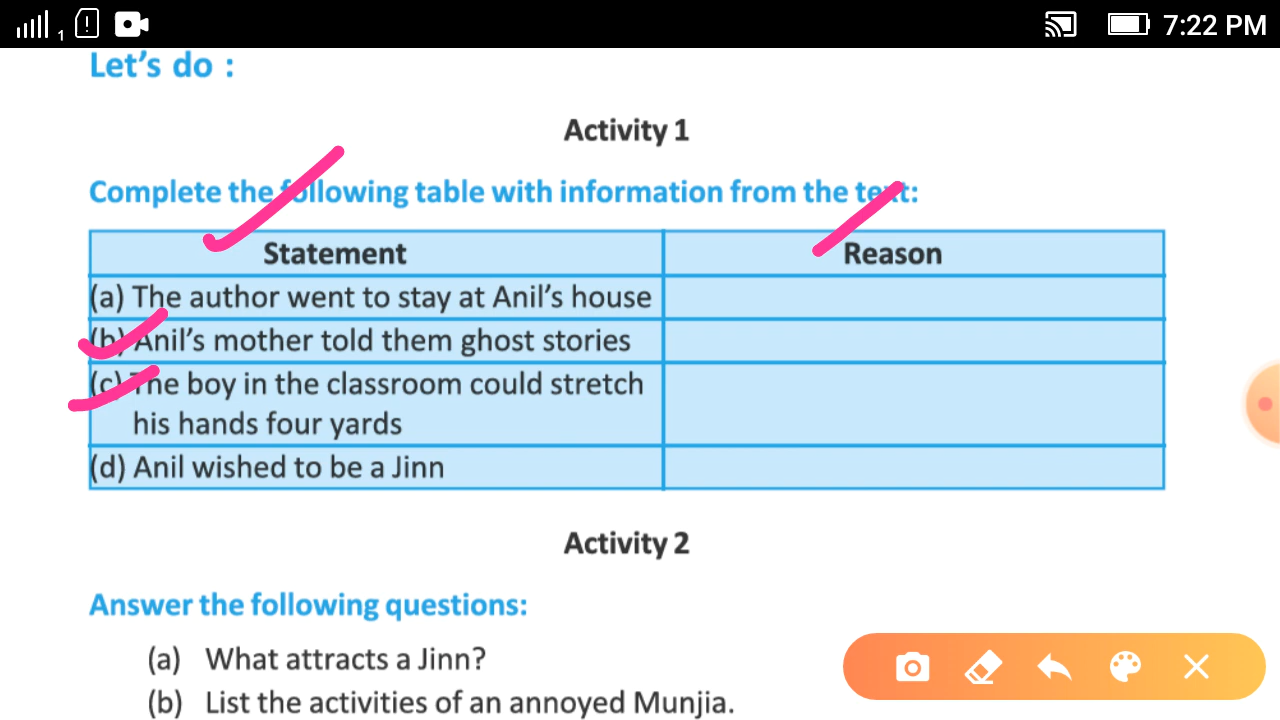 1
7:22 PM
Let's do :
Activity 1
Complete the following table with information from the text:
Statement
Reason
(a) The author went to stay at Anil's house
(b) Anil's mother told them ghost stories
(c) The boy in the classroom could stretch
his hands four yards
(d) Anil wished to be a Jinn
Activity 2
Answer the following questions:
(a) What attracts a Jinn?
(b) List the activities of an annoyed Munjia.